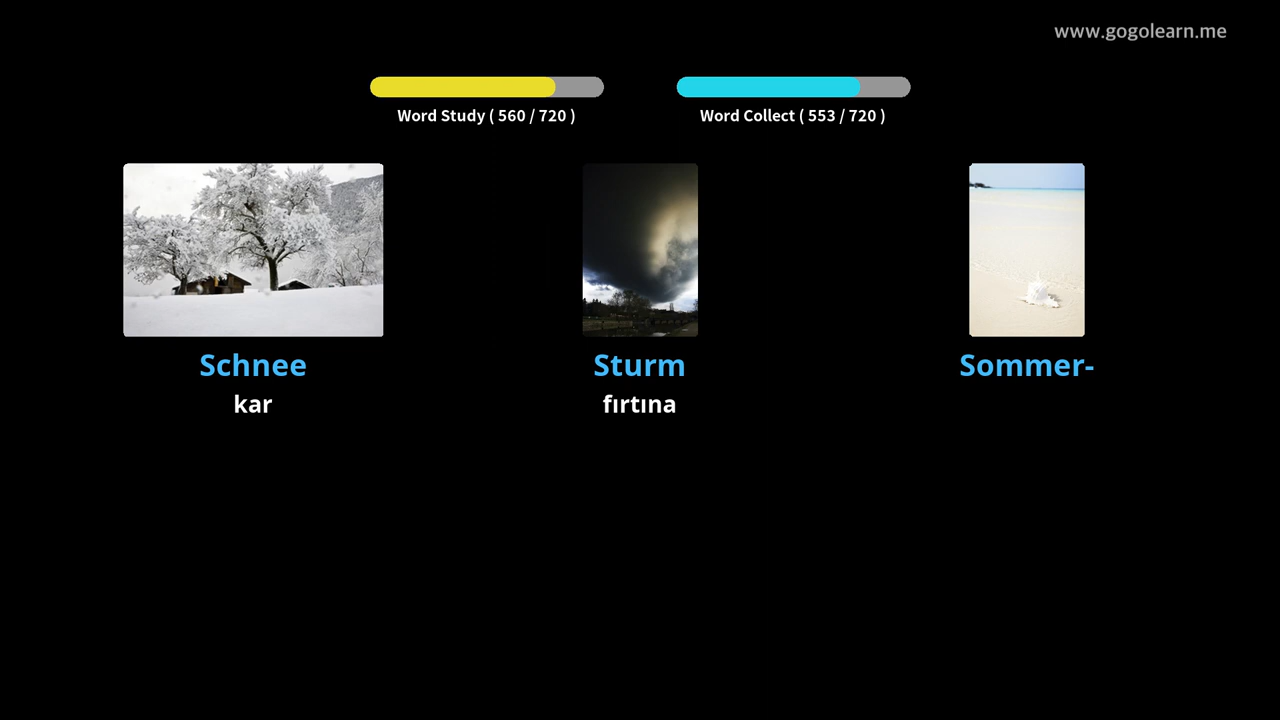 www.gogolearn.me
Word Study ( 560 / 720 )
Word Collect ( 553 / 720 )
Schnee
Sturm
Sommer-
kar
fırtına